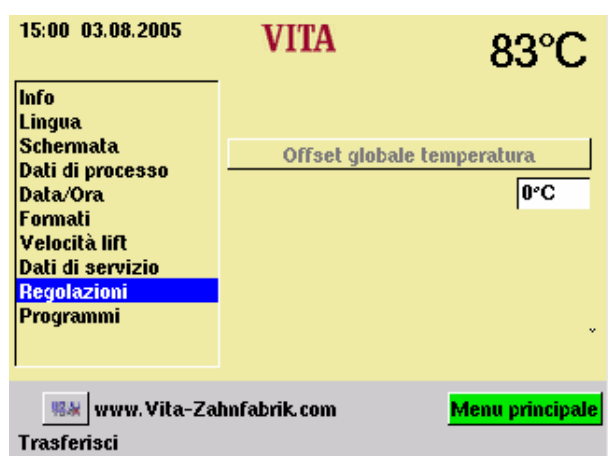 15:00 03.08.2005
VITA
83°C
Info
Lingua
Schermata
Dati di processo
Data/Ora
Formati
Velocità lift
Dati di servizio
Regolazioni
Programmi
Offset globale temperatura
0°C
www.Vita-Zahnfabrik.com
Menu principale
Trasferisci